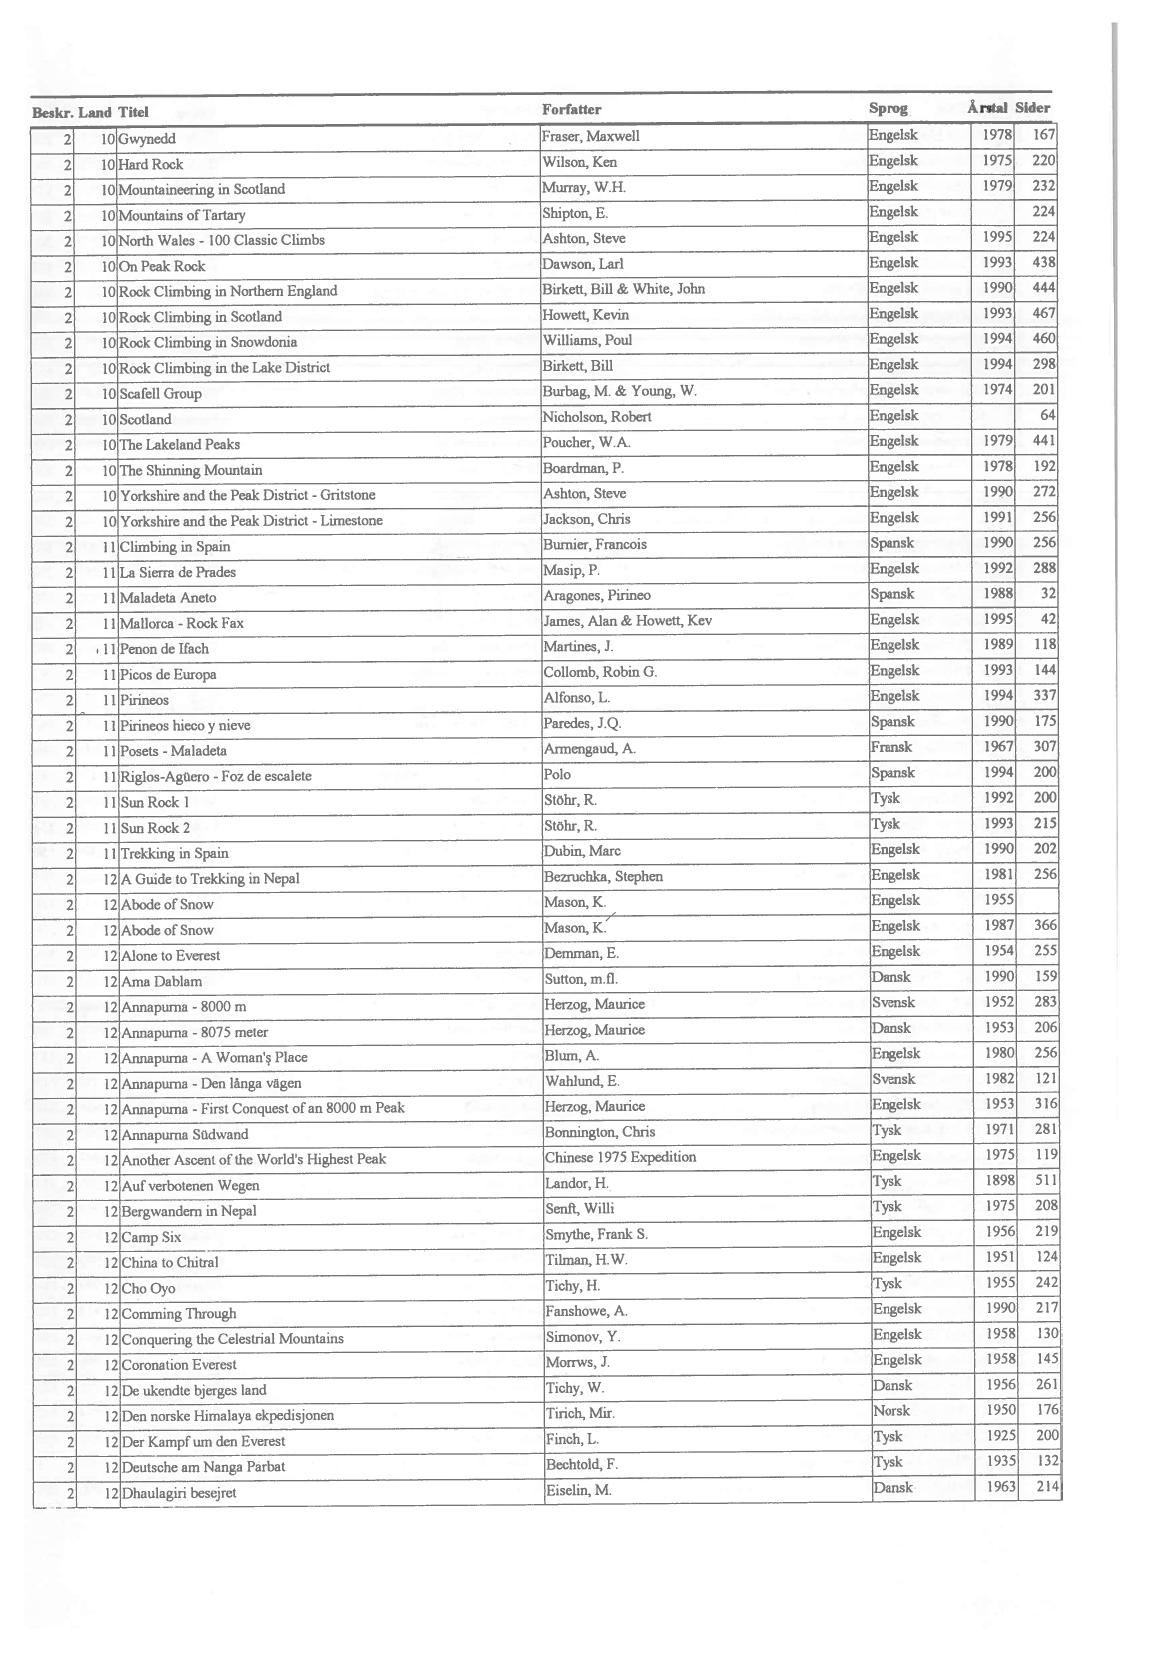 Beskr. Land Titel Forfatter Sprog Årstal Sider
2 10 Gwynedd Fraser, Maxwell Engelsk 1978 167
2 10 Hard Rock Wilson, Ken Engelsk 1975 220
2 10 Mountaineering in Scotland Murray, W.H. Engelsk 1979 232
2 10 Mountains of Tartary Shipton, E. Engelsk 224
2 10 North Wales - 100 Classic Climbs Ashton, Steve Engelsk 1995 224
2 10 On Peak Rock Dawson, Larl Engelsk 1993 438
2 10 Rock Climbing in Northern England Birkett, Bill & White, John Engelsk 1990 444
2 10 Rock Climbing in Scotland Howett, Kevin Engelsk 1993 467
2 10 Rock Climbing in Snowdonia Williams, Poul Engelsk 1994 460
2 10 Rock Climbing in the Lake District Birkett, Bill Engelsk 1994 298
2 10 Scafell Group Burbag, M. & Young, W. Engelsk 1974 201
2 10 Scotland Nicholson, Robert Engelsk 64
2 10 The Lakeland Peaks Poucher, W.A. Engelsk 1979 441
2 10 The Shinning Mountain Boardman, P. Engelsk 1978 192
2 10 Yorkshire and the Peak District - Gritstone Ashton, Steve Engelsk 1990 272
2 10 Yorkshire and the Peak District - Limestone Jackson, Chris Engelsk 1991 256
2 11 Climbing in Spain Burnier, Francois Spansk 1990 256
2 11 La Sierra de Prades Masip, P. Engelsk 1992 288
2 11 Maladeta Aneto Aragones, Pirineo Spansk 1988 32
2 11 Mallorca - Rock Fax James, Alan & Howett, Kev Engelsk 1995 42
2 11 Penon de Ifach Martines, J. Engelsk 1989 118
2 11 Picos de Europa Collomb, Robin G. Engelsk 1993 144
2 11 Pirineos Alfonso, L. Engelsk 1994 337
2 11 Pirineos hieco y nieve Paredes, J.Q. Spansk 1990 175
2 11 Posets - Maladeta Armengaud, A. Fransk 1967 307
2 11 Riglos-Agüero - Foz de escalete Polo Spansk 1994 200
2 11 Sun Rock 1 Stöhr, R. Tysk 1992 200
2 11 Sun Rock 2 Stöhr, R. Tysk 1993 215
2 11 Trekking in Spain Dubin, Marc Engelsk 1990 202
2 12 A Guide to Trekking in Nepal Bezruchka, Stephen Engelsk 1981 256
2 12 Abode of Snow Mason, K. Engelsk 1955
2 12 Abode of Snow Mason, K. Engelsk 1987 366
2 12 Alone to Everest Demman, E. Engelsk 1954 255
2 12 Ama Dablam Sutton, m.fl. Dansk 1990 159
2 12 Annapurna - 8000 m Herzog, Maurice Svensk 1952 283
2 12 Annapurna - 8075 meter Herzog, Maurice Dansk 1953 206
2 12 Annapurna - A Woman's Place Blum, A. Engelsk 1980 256
2 12 Annapurna - Den långa vägen Wahlund, E. Svensk 1982 121
2 12 Annapurna - First Conquest of an 8000 m Peak Herzog, Maurice Engelsk 1953 316
2 12 Annapurna Südwand Bonnington, Chris Tysk 1971 281
2 12 Another Ascent of the World's Highest Peak Chinese 1975 Expedition Engelsk 1975 119
2 12 Auf verbotenen Wegen Landor, H. Tysk 1898 511
2 12 Bergwandern in Nepal Senft, Willi Tysk 1975 208
2 12 Camp Six Smythe, Frank S. Engelsk 1956 219
2 12 China to Chitral Tilman, H.W. Engelsk 1951 124
2 12 Cho Oyo Tichy, H. Tysk 1955 242
2 12 Comming Through Fanshowe, A. Engelsk 1990 217
2 12 Conquering the Celestrial Mountains Simonov, Y. Engelsk 1958 130
2 12 Coronation Everest Morrws, J. Engelsk 1958 145
2 12 De ukendte bjerges land Tichy, W. Dansk 1956 261
2 12 Den norske Himalaya ekpedisjonen Tirich, Mir. Norsk 1950 176
2 12 Der Kampf um den Everest Finch, L. Tysk 1925 200
2 12 Deutsche am Nanga Parbat Bechtold, F. Tysk 1935 132
2 12 Dhaulagiri besejret Eiselin, M. Dansk 1963 214